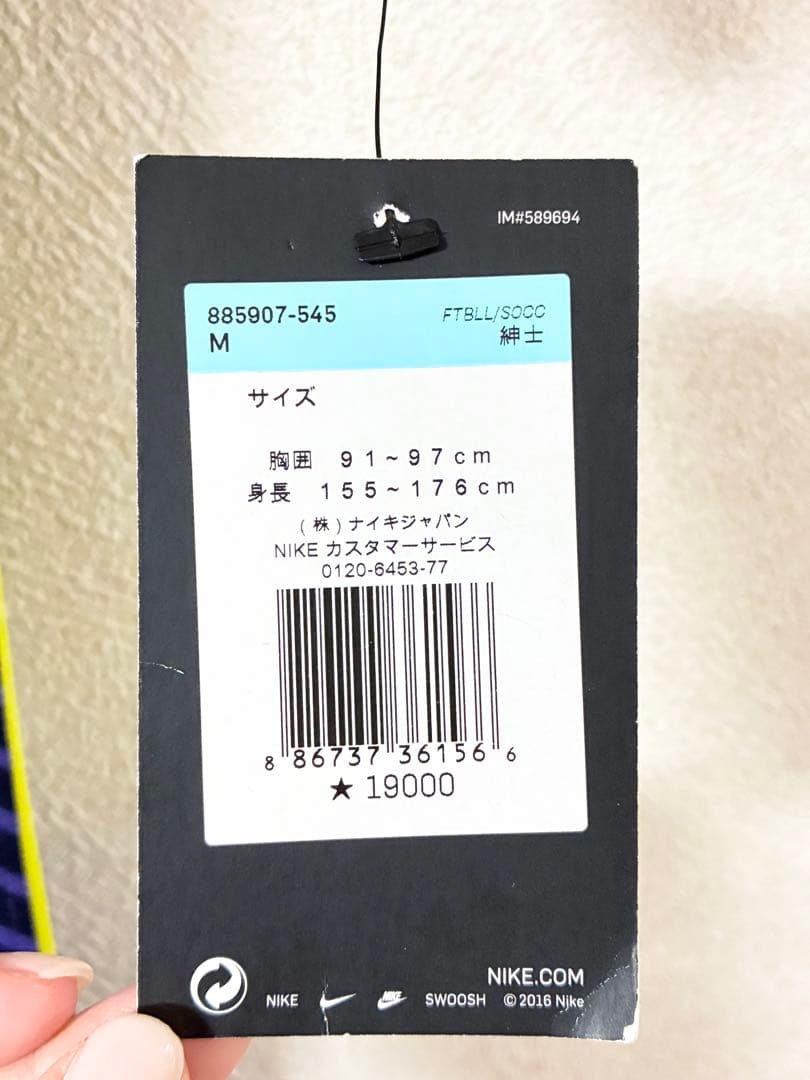 IM#589694
885907-545
FTBLL/SOCC
M
紳士
サイズ
胸囲 91~97cm
身長 155~176cm
(株)ナイキジャパン
NIKE カスタマーサービス
0120-6453-77
8 86737 36156 6
★ 19000
NIKE.COM
NIKE NIKE SWOOSH © 2016 Nike